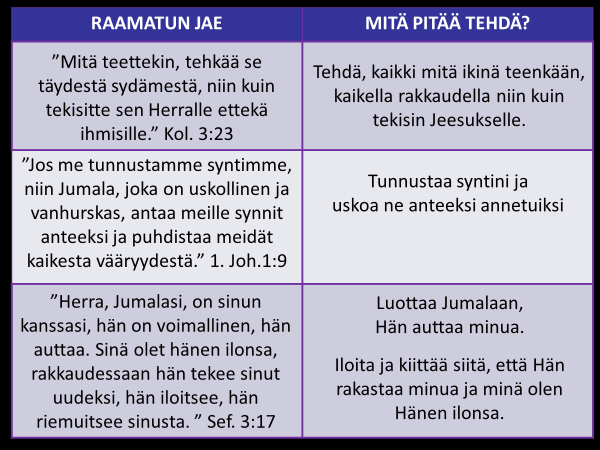 RAAMATUN JAE
MITÄ PITÄÄ TEHDÄ?
”Mitä teettekin, tehkää se
täydestä sydämestä, niin kuin
tekisitte sen Herralle ettekä
ihmisille.” Kol. 3:23
Tehdä, kaikki mitä ikinä teenkään,
kaikella rakkaudella niin kuin
tekisin Jeesukselle.
”Jos me tunnustamme syntimme,
niin Jumala, joka on uskollinen ja
vanhurskas, antaa meille synnit
anteeksi ja puhdistaa meidät
kaikesta vääryydestä.” 1. Joh.1:9
Tunnustaa syntini ja
uskoa ne anteeksi annetuiksi
”Herra, Jumalasi, on sinun
kanssasi, hän on voimallinen, hän
auttaa. Sinä olet hänen ilonsa,
rakkaudessaan hän tekee sinut
uudeksi, hän iloitsee, hän
riemuitsee sinusta. ” Sef. 3:17
Luottaa Jumalaan,
Hän auttaa minua.
Iloita ja kiittää siitä, että Hän
rakastaa minua ja minä olen
Hänen ilonsa.